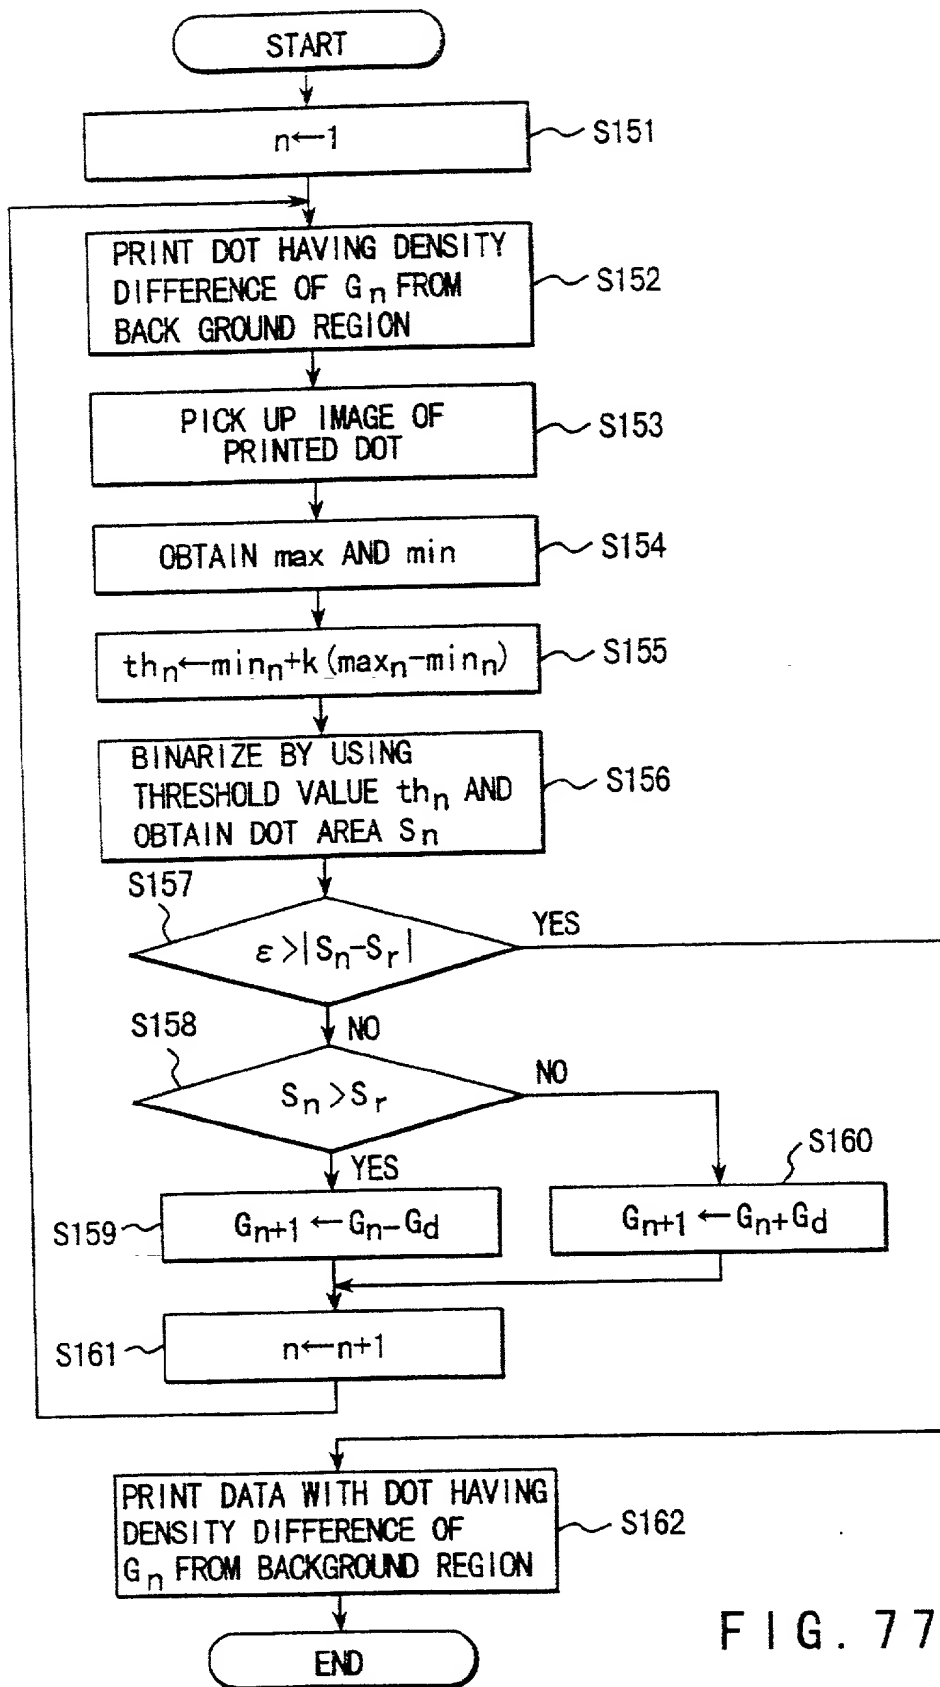 START
n←1
S151
PRINT DOT HAVING DENSITY
DIFFERENCE OF Gn FROM
BACK GROUND REGION
S152
PICK UP IMAGE OF
PRINTED DOT
S153
OBTAIN max AND min
S154
thn←minn+k(maxn-minn)
S155
BINARIZE BY USING
THRESHOLD VALUE thn AND
OBTAIN DOT AREA Sn
S156
S157
ε>|Sn-Sr|
YES
NO
S158
Sn>Sr
NO
YES
S159
Gn+1←Gn-Gd
S160
Gn+1←Gn+Gd
S161
n←n+1
PRINT DATA WITH DOT HAVING
DENSITY DIFFERENCE OF
Gn FROM BACKGROUND REGION
S162
END
FIG. 77